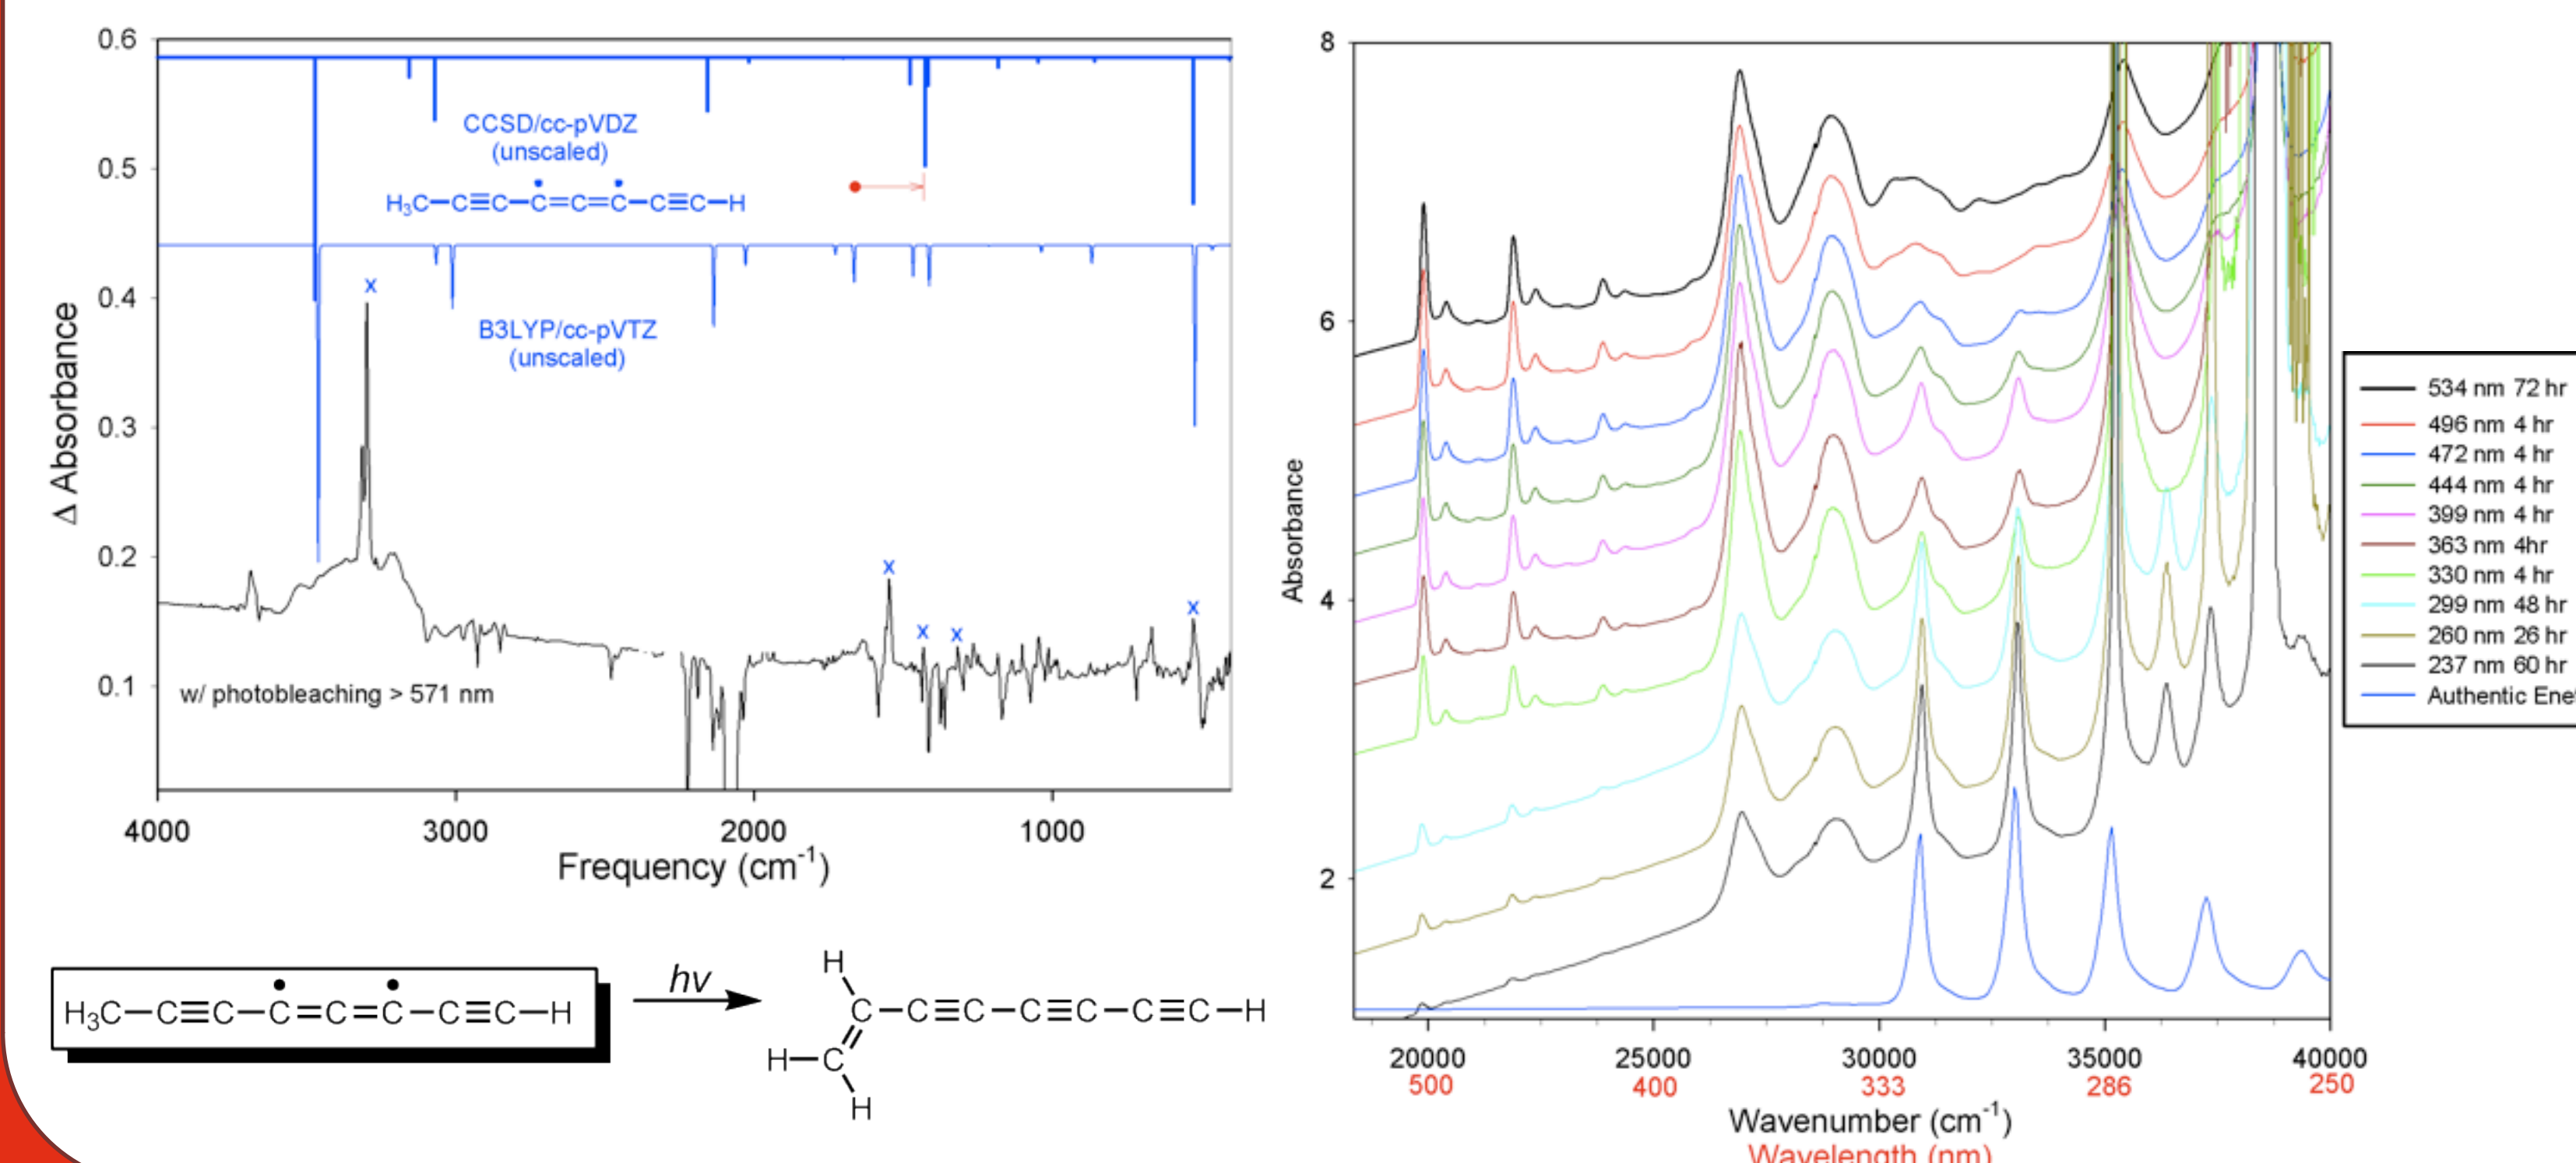 0.6
0.5
0.4
0.3
0.2
0.1
Δ Absorbance
CCSD/cc-pVDZ
(unscaled)
H₃C—C≡C—C=C=C—C≡C—H
B3LYP/cc-pVTZ
(unscaled)
x
x
x
x
x
w/ photobleaching > 571 nm
4000 3000 2000 1000
Frequency (cm⁻¹)
H₃C—C≡C—C=C=C—C≡C—H
hν
H
C—C≡C—C≡C—C≡C—H
H—C
H
8
6
4
2
Absorbance
20000 25000 30000 35000 40000
500 400 333 286 250
Wavenumber (cm⁻¹)
Wavelength (nm)
534 nm 72 hr
496 nm 4 hr
472 nm 4 hr
444 nm 4 hr
399 nm 4 hr
363 nm 4hr
330 nm 4 hr
299 nm 48 hr
260 nm 26 hr
237 nm 60 hr
Authentic Ene